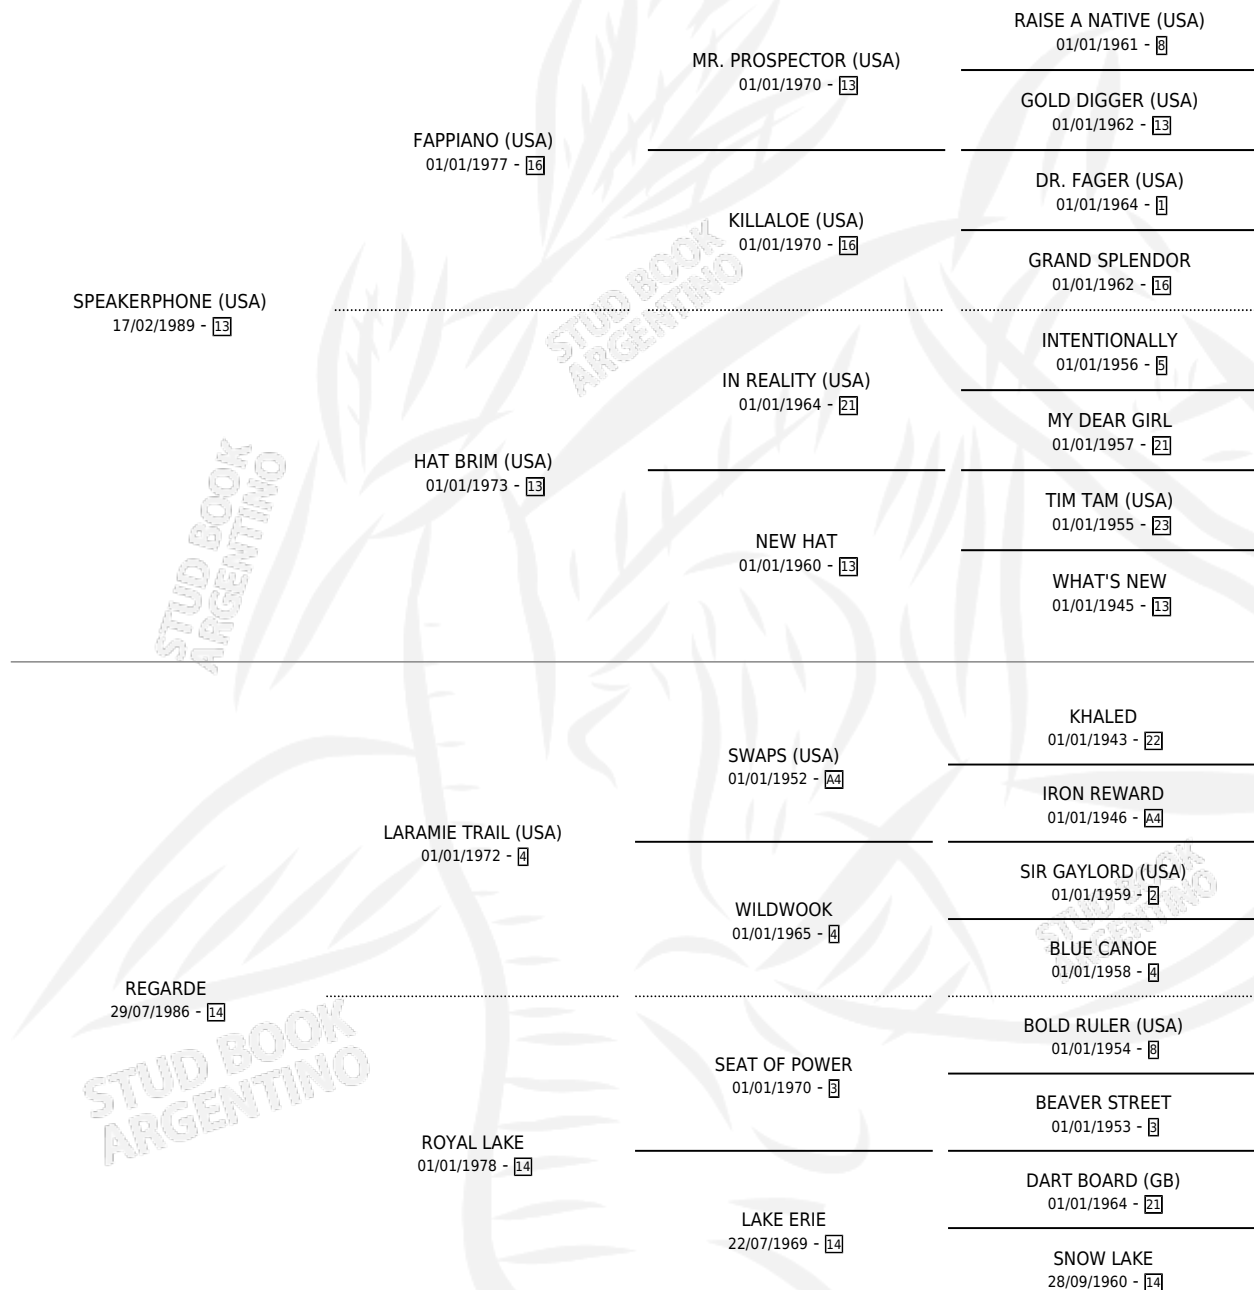 RAISE A NATIVE (USA)
01/01/1961 - 8
MR. PROSPECTOR (USA)
01/01/1970 - 13
GOLD DIGGER (USA)
01/01/1962 - 13
FAPPIANO (USA)
01/01/1977 - 16
DR. FAGER (USA)
01/01/1964 - 1
KILLALOE (USA)
01/01/1970 - 16
GRAND SPLENDOR
01/01/1962 - 16
SPEAKERPHONE (USA)
17/02/1989 - 13
STUD BOOK
ARGENTINO
INTENTIONALLY
01/01/1956 - 5
IN REALITY (USA)
01/01/1964 - 21
MY DEAR GIRL
01/01/1957 - 21
HAT BRIM (USA)
01/01/1973 - 13
TIM TAM (USA)
01/01/1955 - 23
NEW HAT
01/01/1960 - 13
WHAT'S NEW
01/01/1945 - 13
STUD BOOK
ARGENTINO
KHALED
01/01/1943 - 22
SWAPS (USA)
01/01/1952 - A4
IRON REWARD
01/01/1946 - A4
LARAMIE TRAIL (USA)
01/01/1972 - 4
SIR GAYLORD (USA)
01/01/1959 - 2
WILDWOOK
01/01/1965 - 4
STUD BOOK
ARGENTINO
BLUE CANOE
01/01/1958 - 4
REGARDE
29/07/1986 - 14
BOLD RULER (USA)
01/01/1954 - 8
SEAT OF POWER
01/01/1970 - 3
STUD BOOK
ARGENTINO
BEAVER STREET
01/01/1953 - 3
ROYAL LAKE
01/01/1978 - 14
DART BOARD (GB)
01/01/1964 - 21
LAKE ERIE
22/07/1969 - 14
SNOW LAKE
28/09/1960 - 14